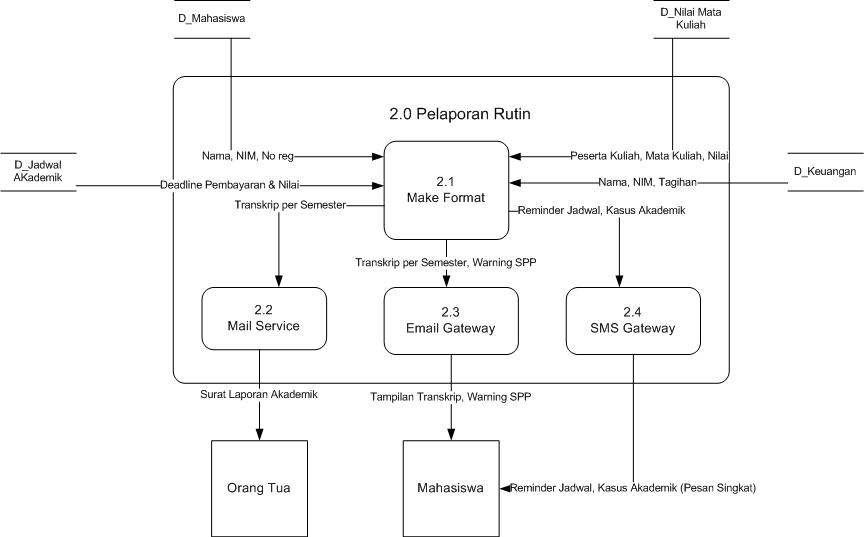 D_Mahasiswa
D_Nilai Mata
Kuliah
2.0 Pelaporan Rutin
Nama, NIM, No reg
Peserta Kuliah, Mata Kuliah, Nilai
D_Jadwal
AKademik
D_Keuangan
2.1
Make Format
Deadline Pembayaran & Nilai
Nama, NIM, Tagihan
Transkrip per Semester
Reminder Jadwal, Kasus Akademik
Transkrip per Semester, Warning SPP
2.2
Mail Service
2.3
Email Gateway
2.4
SMS Gateway
Surat Laporan Akademik
Tampilan Transkrip, Warning SPP
Orang Tua
Mahasiswa
Reminder Jadwal, Kasus Akademik (Pesan Singkat)